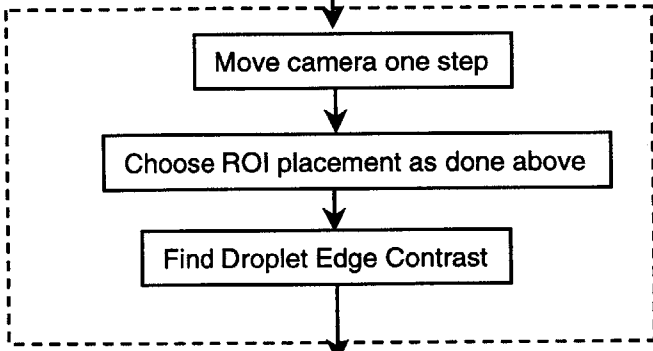 Move camera one step
Choose ROI placement as done above
Find Droplet Edge Contrast